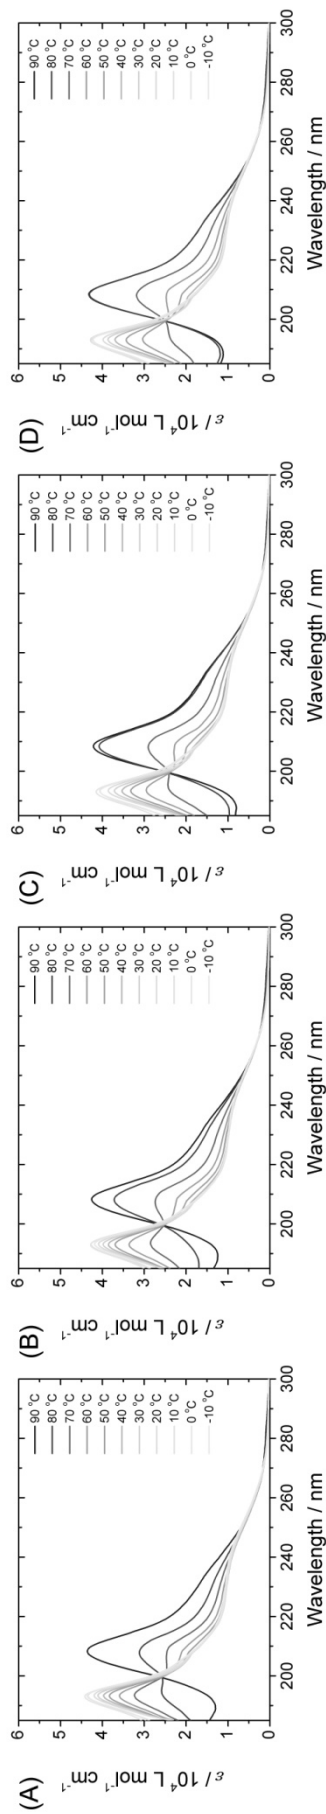 (A)
ε / 10⁴ L mol⁻¹ cm⁻¹
6
5
4
3
2
1
0
90 °C
80 °C
70 °C
60 °C
50 °C
40 °C
30 °C
20 °C
10 °C
0 °C
-10 °C
200 220 240 260 280 300
Wavelength / nm
(B)
ε / 10⁴ L mol⁻¹ cm⁻¹
6
5
4
3
2
1
0
90 °C
80 °C
70 °C
60 °C
50 °C
40 °C
30 °C
20 °C
10 °C
0 °C
-10 °C
200 220 240 260 280 300
Wavelength / nm
(C)
ε / 10⁴ L mol⁻¹ cm⁻¹
6
5
4
3
2
1
0
90 °C
80 °C
70 °C
60 °C
50 °C
40 °C
30 °C
20 °C
10 °C
0 °C
-10 °C
200 220 240 260 280 300
Wavelength / nm
(D)
ε / 10⁴ L mol⁻¹ cm⁻¹
6
5
4
3
2
1
0
90 °C
80 °C
70 °C
60 °C
50 °C
40 °C
30 °C
20 °C
10 °C
0 °C
-10 °C
200 220 240 260 280 300
Wavelength / nm